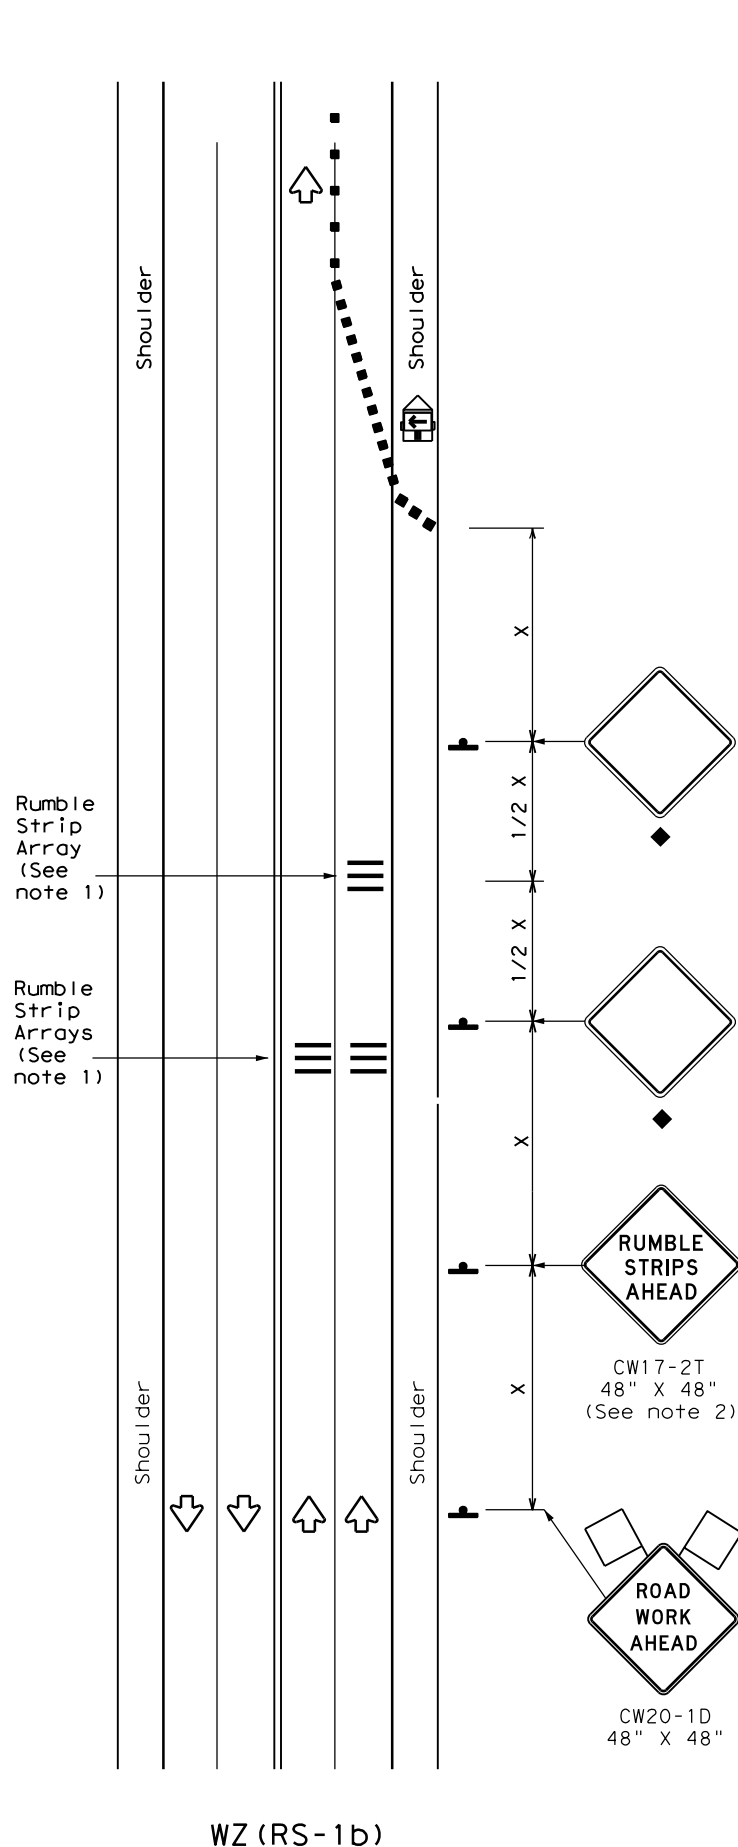 Shoulder
Shoulder
X
1/2 X
Rumble
Strip
Array
(See
note 1)
1/2 X
Rumble
Strip
Arrays
(See
note 1)
X
RUMBLE
STRIPS
AHEAD
CW17-2T
48" X 48"
(See note 2)
X
Shoulder
Shoulder
ROAD
WORK
AHEAD
CW20-1D
48" X 48"
WZ(RS-1b)